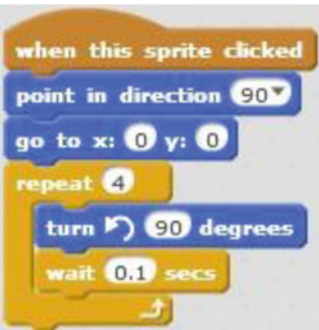 when this sprite clicked
point in direction 90
go to x: 0 y: 0
repeat 4
turn 90 degrees
wait 0.1 secs